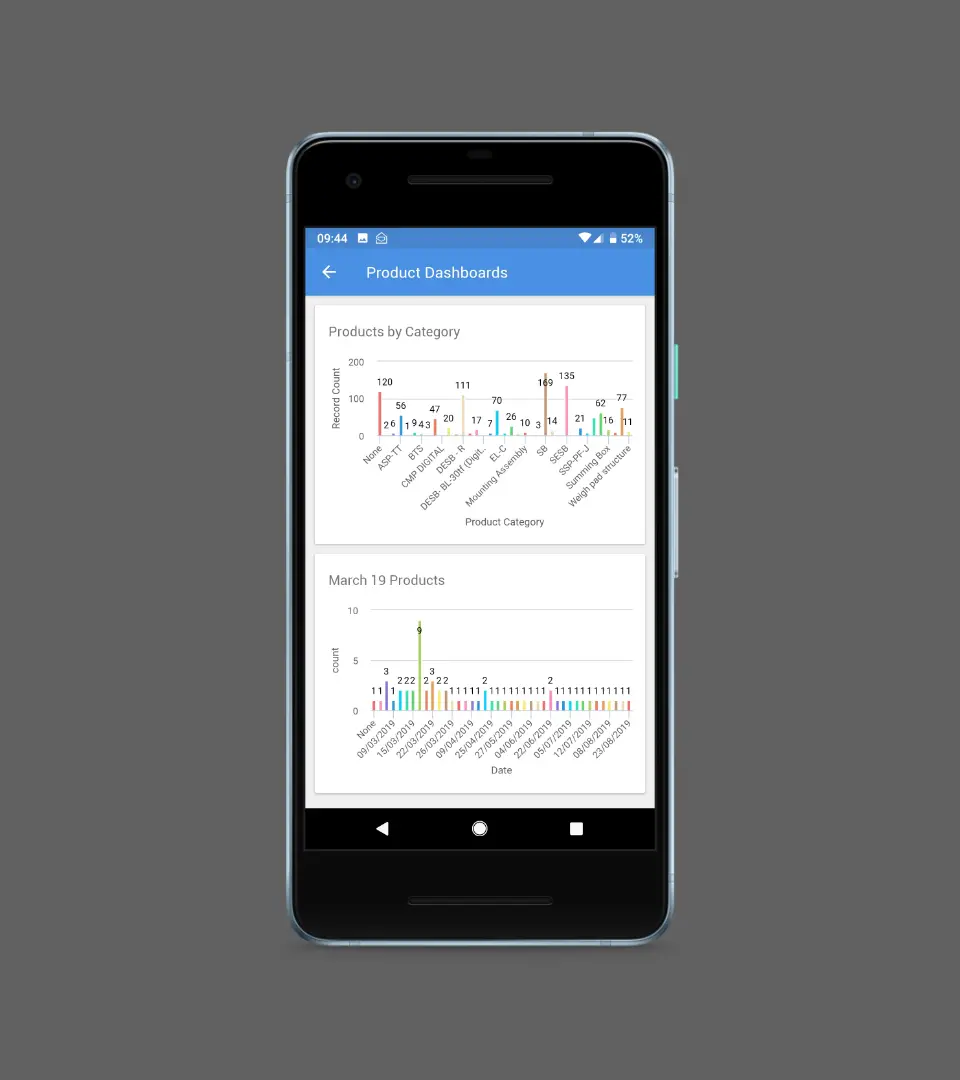 09:44 52%
Product Dashboards
Products by Category
Record Count
200
100
0
120 2 6 56 1 9 4 3 47 20 111 17 7 70 26 10 3 169 14 135 21 62 16 77 11
None ASP-TT BTS CMP DIGITAL DESB - R DESB- BL-30tf (Digit.. EL-C Mounting Assembly SB SESB SSP-PF-J Summing Box Weigh pad structure
Product Category
March 19 Products
count
10
5
0
1 1 3 1 2 2 2 9 2 3 2 2 1 1 1 1 1 2 1 1 1 1 1 1 1 1 1 2 1 1 1 1 1 1 1 1 1 1 1 1
None 09/03/2019 15/03/2019 22/03/2019 26/03/2019 09/04/2019 25/04/2019 27/05/2019 04/06/2019 22/06/2019 05/07/2019 12/07/2019 08/08/2019 23/08/2019
Date